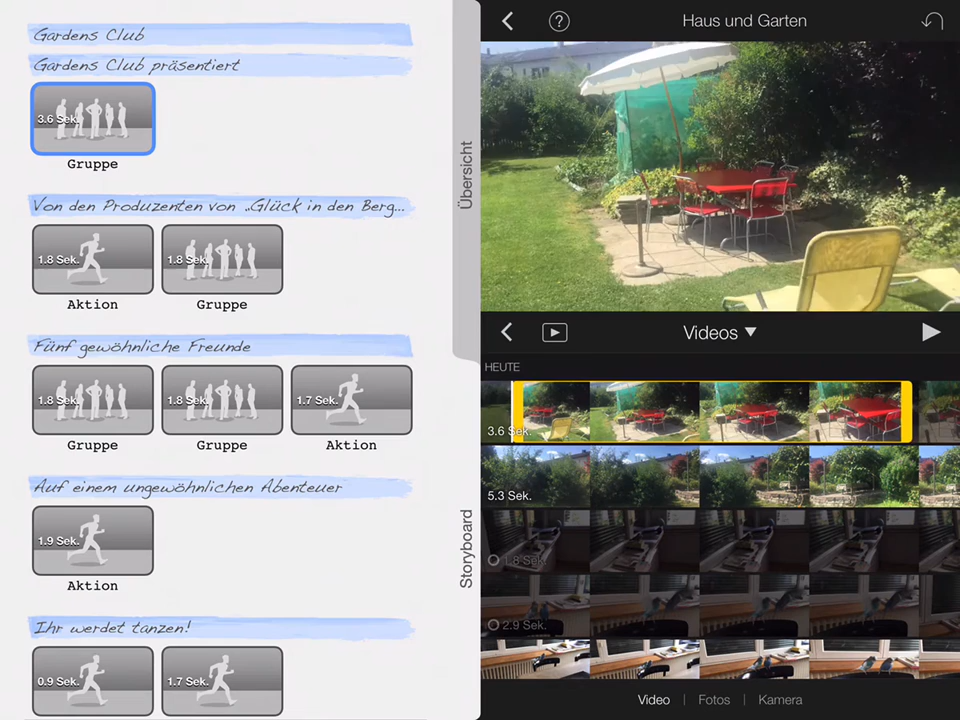 Gardens Club
Gardens Club präsentiert
3.6 Sek.
Gruppe
Von den Produzenten von „Glück in den Berg...
1.8 Sek.
1.8 Sek.
Aktion
Gruppe
Fünf gewöhnliche Freunde
1.8 Sek.
1.8 Sek.
1.7 Sek.
Gruppe
Gruppe
Aktion
Auf einem ungewöhnlichen Abenteuer
1.9 Sek.
Aktion
Ihr werdet tanzen!
0.9 Sek.
1.7 Sek.
Übersicht
Storyboard
Haus und Garten
Videos
HEUTE
3.6 Sek.
5.3 Sek.
1.8 Sek.
2.9 Sek.
Video | Fotos | Kamera